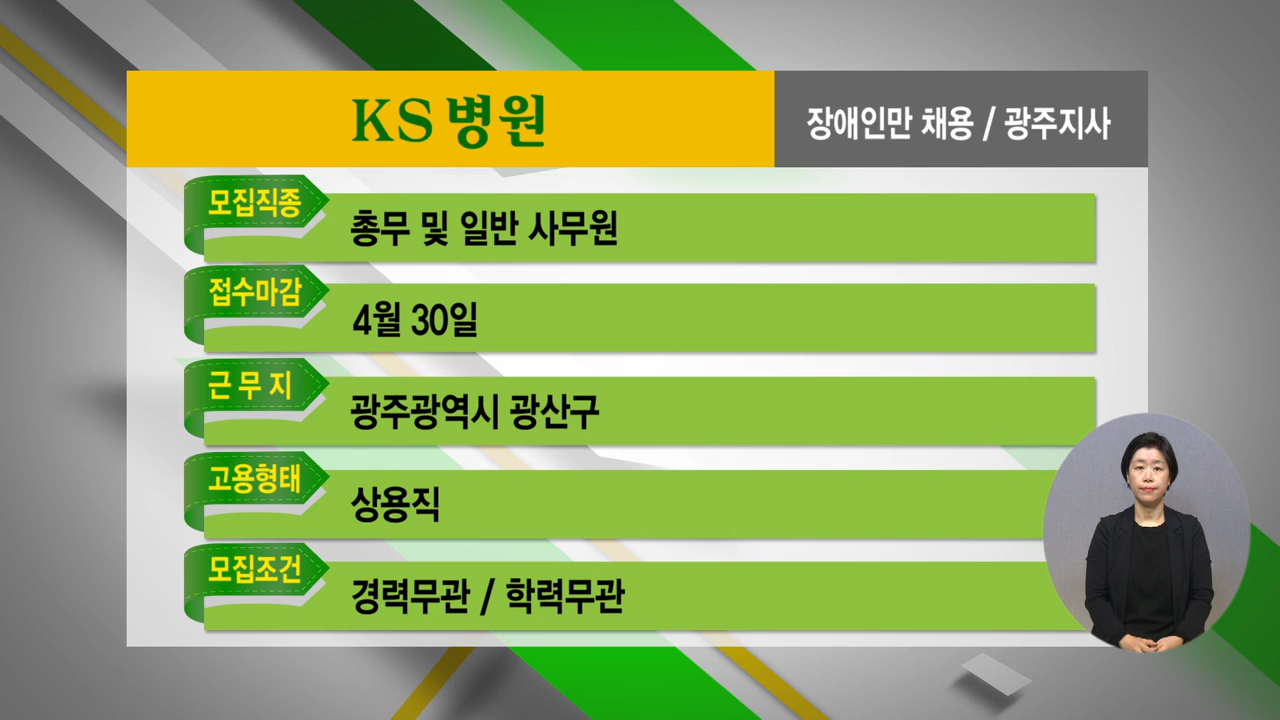 KS병원
장애인만 채용 / 광주지사
모집직종
총무 및 일반 사무원
접수마감
4월 30일
근 무 지
광주광역시 광산구
고용형태
상용직
모집조건
경력무관 / 학력무관